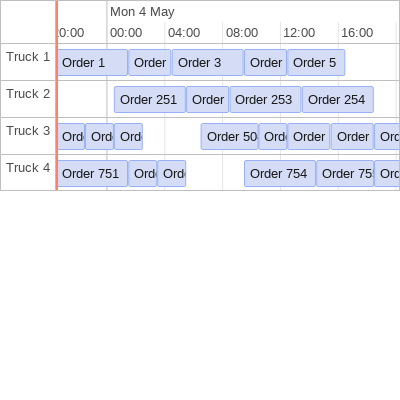 Mon 4 May
:00 00:00 04:00 08:00 12:00 16:00
Truck 1 Order 1 Order Order 3 Order Order 5
Truck 2 Order 251 Order Order 253 Order 254
Truck 3 Ord Ord Ord Order 50 Ord Order Order Ord
Truck 4 Order 751 Ord Ord Order 754 Order 755 Ord